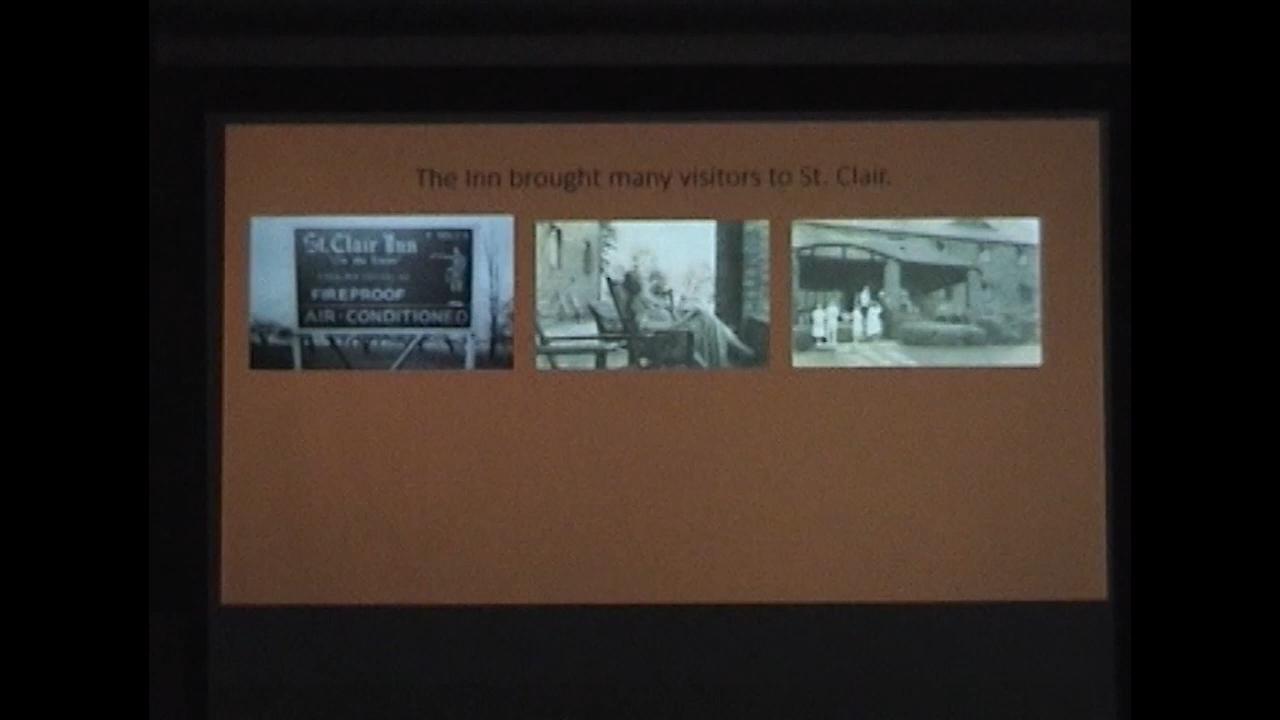 The Inn brought many visitors to St. Clair.
St. Clair Inn
FIREPROOF
AIR-CONDITIONED